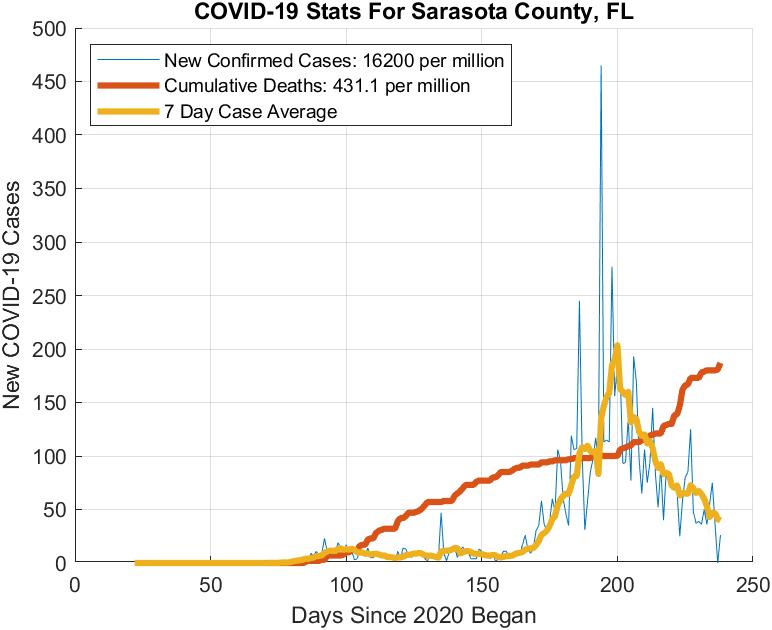 COVID-19 Stats For Sarasota County, FL
New Confirmed Cases: 16200 per million
Cumulative Deaths: 431.1 per million
7 Day Case Average
New COVID-19 Cases
500
450
400
350
300
250
200
150
100
50
0
0 50 100 150 200 250
Days Since 2020 Began